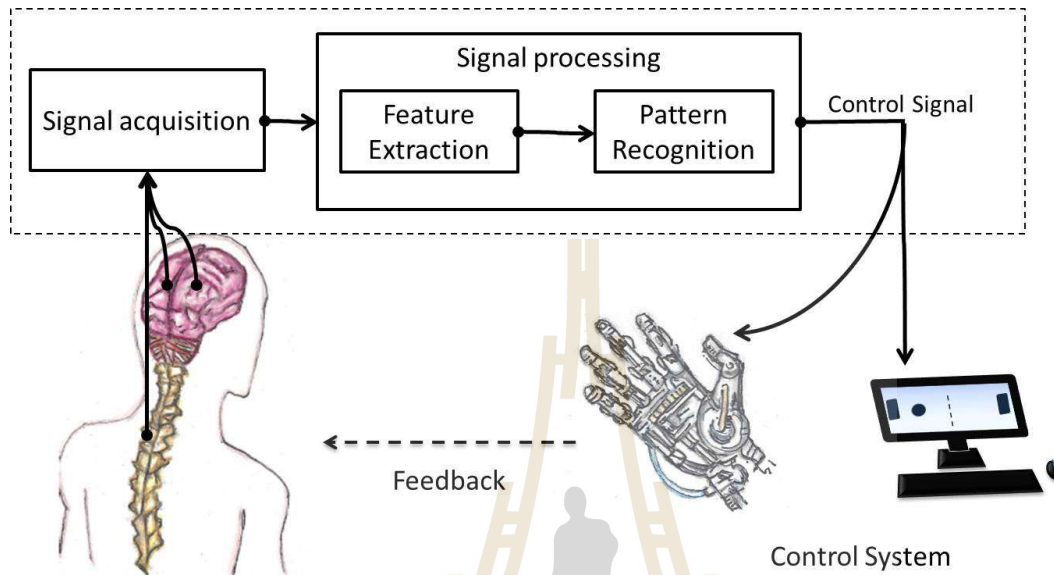 Signal processing
Signal acquisition
Feature
Extraction
Pattern
Recognition
Control Signal
Feedback
Control System